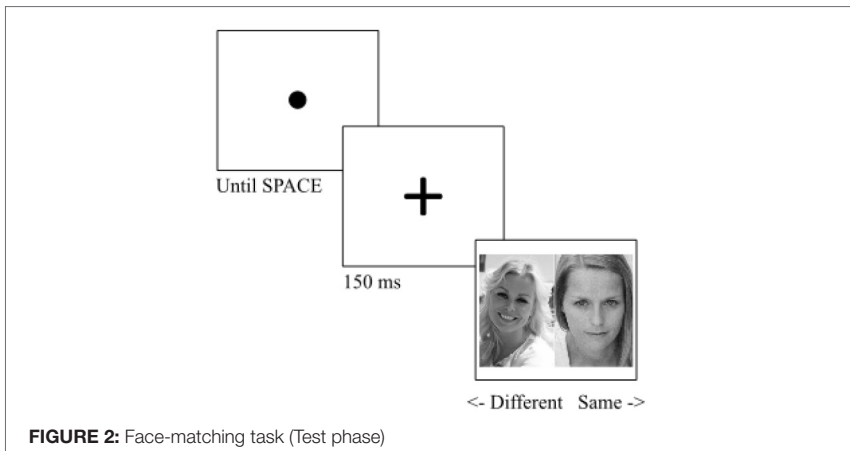 Until SPACE
150 ms
<- Different Same ->
FIGURE 2: Face-matching task (Test phase)